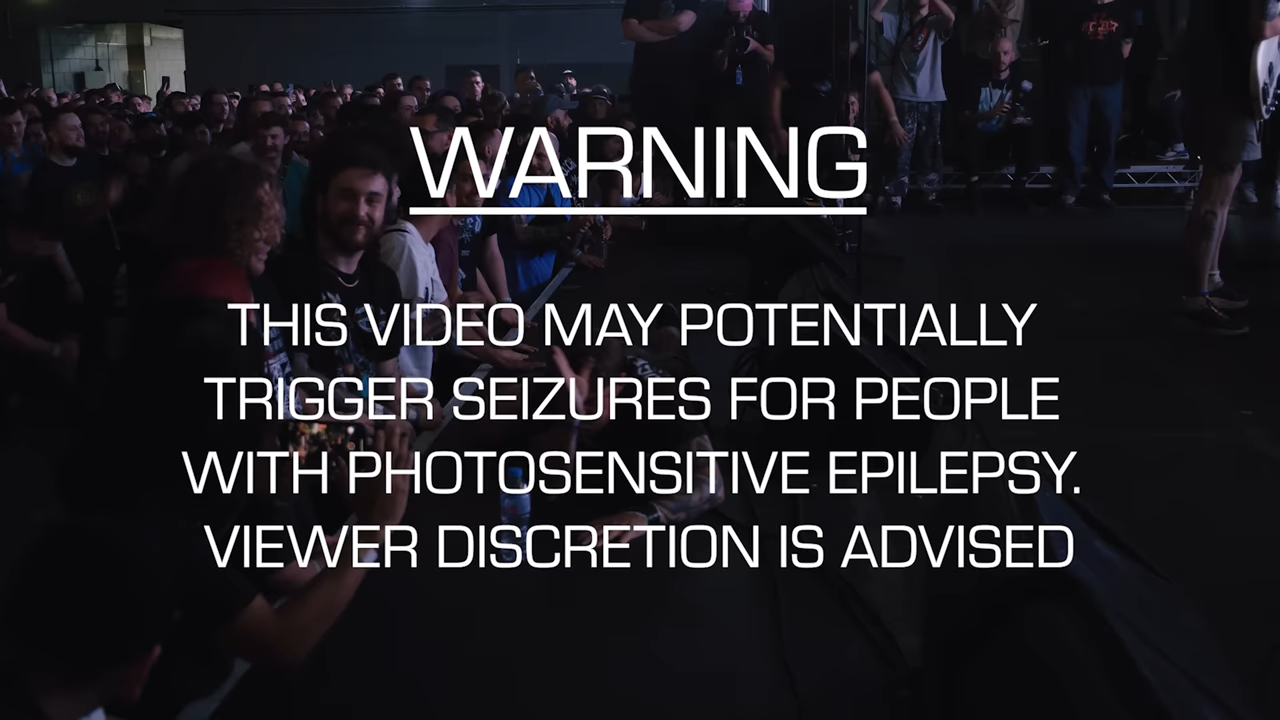 WARNING
THIS VIDEO MAY POTENTIALLY
TRIGGER SEIZURES FOR PEOPLE
WITH PHOTOSENSITIVE EPILEPSY.
VIEWER DISCRETION IS ADVISED